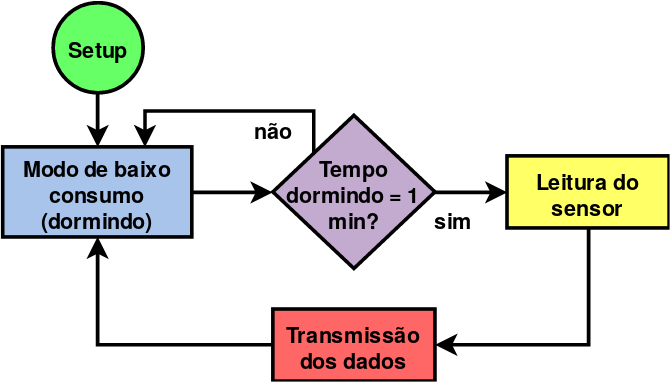 Setup
não
Modo de baixo
consumo
(dormindo)
Tempo
dormindo = 1
min?
sim
Leitura do
sensor
Transmissão
dos dados